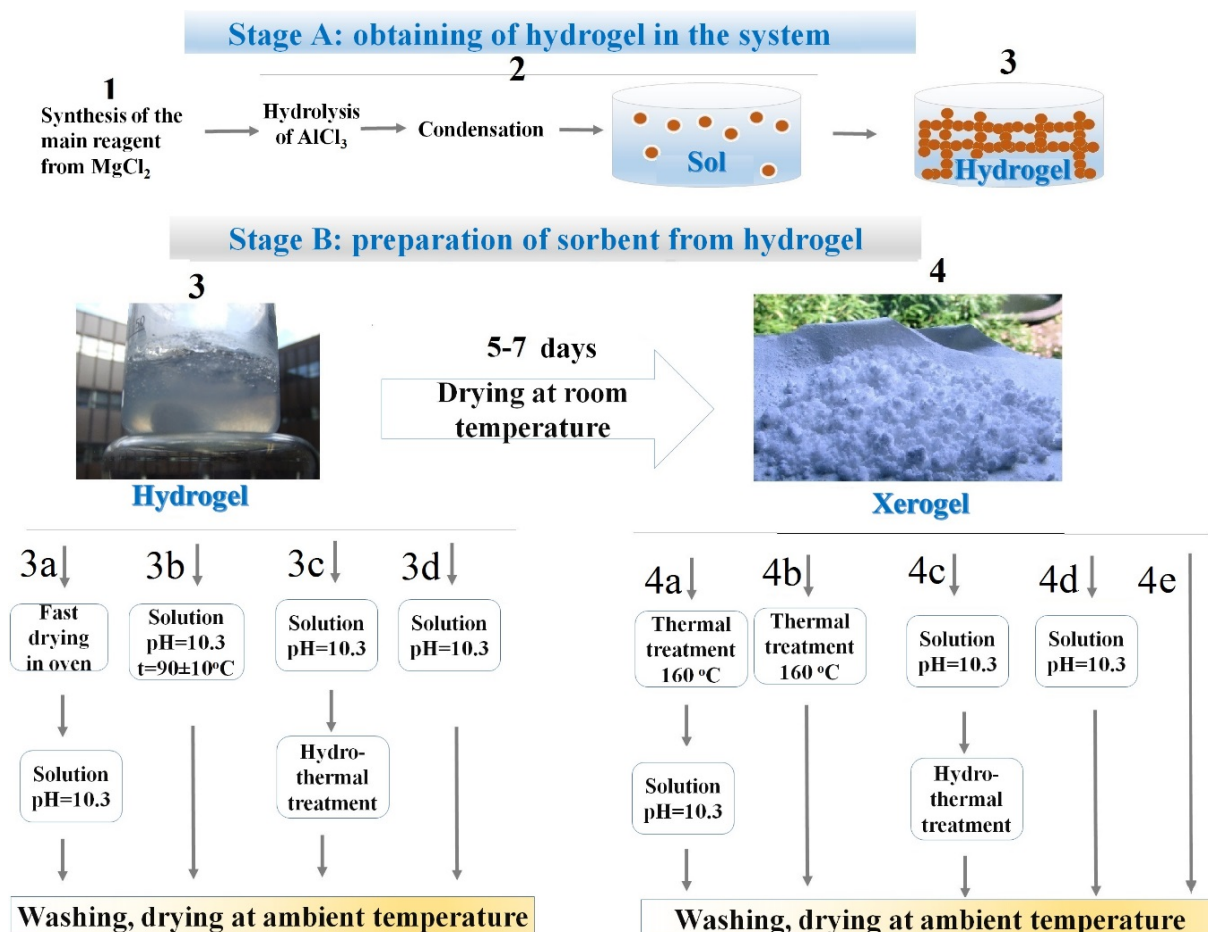 Stage A: obtaining of hydrogel in the system
1
Synthesis of the
main reagent
from MgCl₂
2
Hydrolysis
of AlCl₃
Condensation
Sol
3
Hydrogel
Stage B: preparation of sorbent from hydrogel
3
Hydrogel
5-7 days
Drying at room
temperature
4
Xerogel
3a
Fast
drying
in oven
Solution
pH=10.3
3b
Solution
pH=10.3
t=90±10°C
3c
Solution
pH=10.3
Hydro-
thermal
treatment
3d
Solution
pH=10.3
Washing, drying at ambient temperature
4a
Thermal
treatment
160 °C
Solution
pH=10.3
4b
Thermal
treatment
160 °C
4c
Solution
pH=10.3
Hydro-
thermal
treatment
4d
Solution
pH=10.3
4e
Washing, drying at ambient temperature